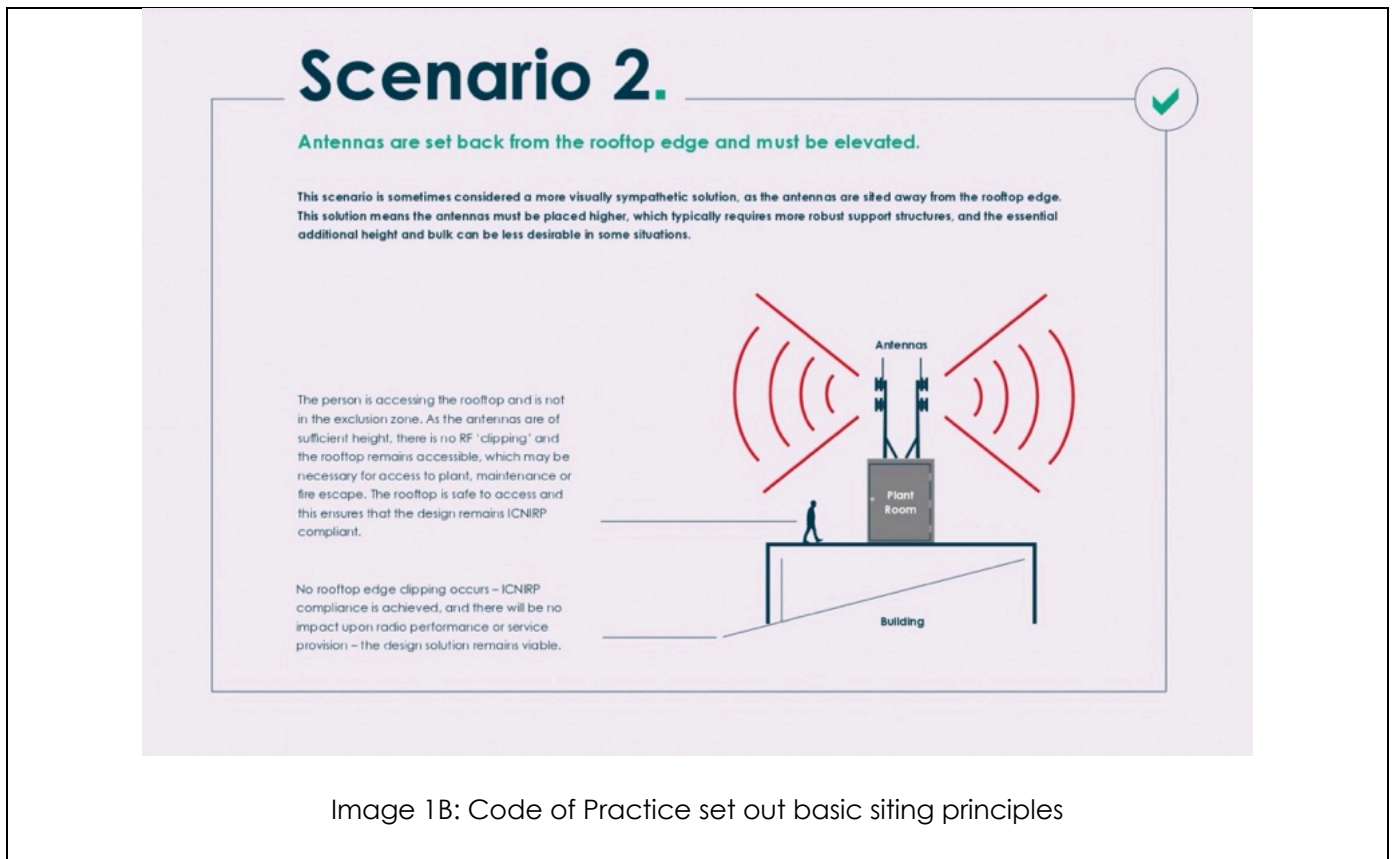 Scenario 2.
Antennas are set back from the rooftop edge and must be elevated.
This scenario is sometimes considered a more visually sympathetic solution, as the antennas are sited away from the rooftop edge.
This solution means the antennas must be placed higher, which typically requires more robust support structures, and the essential
additional height and bulk can be less desirable in some situations.
Antennas
The person is accessing the rooftop and is not
in the exclusion zone. As the antennas are of
sufficient height, there is no RF ‘clipping’ and
the rooftop remains accessible, which may be
necessary for access to plant, maintenance or
fire escape. The rooftop is safe to access and
this ensures that the design remains ICNIRP
compliant.
Plant
Room
No rooftop edge clipping occurs – ICNIRP
compliance is achieved, and there will be no
impact upon radio performance or service
provision – the design solution remains viable.
Building
Image 1B: Code of Practice set out basic siting principles